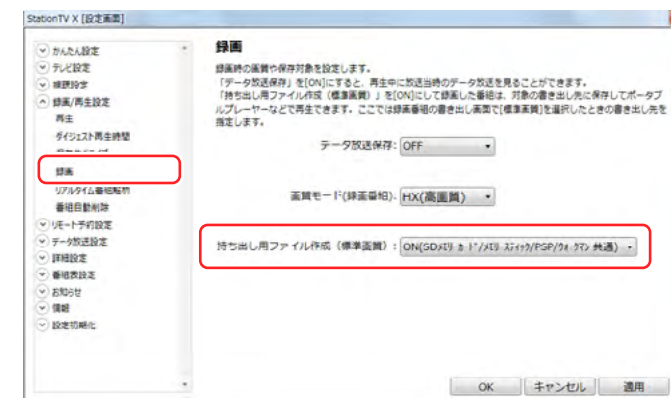 StationTV X [設定画面]
かんたん設定
テレビ設定
視聴設定
録画/再生設定
再生
ダイジェスト再生時間
録画
リアルタイム番組解析
番組自動削除
リモート予約設定
データ放送設定
詳細設定
番組表設定
お知らせ
情報
設定初期化
録画
録画時の画質や保存対象を設定します。
「データ放送保存」を[ON]にすると、再生中に放送当時のデータ放送を見ることができます。
「持ち出し用ファイル作成(標準画質)」を[ON]にして録画した番組は、対象の書き出し先に保存してポータブ
ルプレーヤーなどで再生できます。ここでは録画番組の書き出し画面で[標準画質]を選択したときの書き出し先を
指定します。
データ放送保存: OFF
画質モード(録画番組): HX(高画質)
持ち出し用ファイル作成(標準画質): ON(SDメモリ カード/メモリ スティック/PSP/ウォークマン 共通)
OK キャンセル 適用